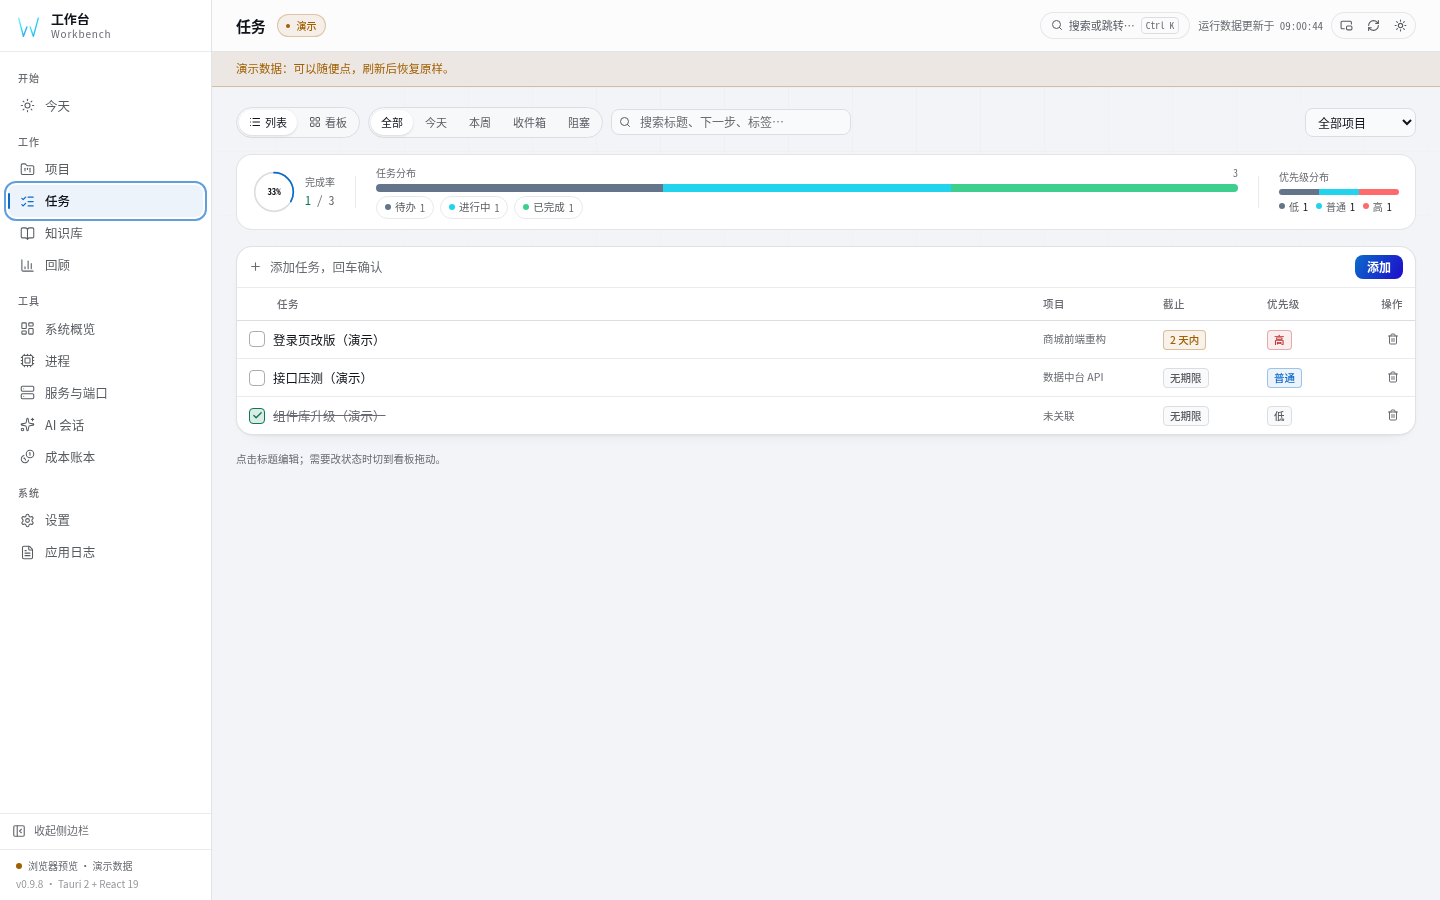 工作台
Workbench
开始
今天
工作
项目
任务
知识库
回顾
工具
系统概览
进程
服务与端口
AI 会话
成本账本
系统
设置
应用日志
收起侧边栏
浏览器预览 · 演示数据
v0.9.8 · Tauri 2 + React 19
任务 演示
搜索或跳转… Ctrl K 运行数据更新于 09:00:44
演示数据：可以随便点，刷新后恢复原样。
列表 看板 全部 今天 本周 收件箱 阻塞 搜索标题、下一步、标签… 全部项目
33% 完成率 1 / 3
任务分布 3
待办 1 进行中 1 已完成 1
优先级分布
低 1 普通 1 高 1
添加任务，回车确认 添加
任务 项目 截止 优先级 操作
登录页改版（演示） 商城前端重构 2 天内 高
接口压测（演示） 数据中台 API 无期限 普通
组件库升级（演示） 未关联 无期限 低
点击标题编辑；需要改状态时切到看板拖动。